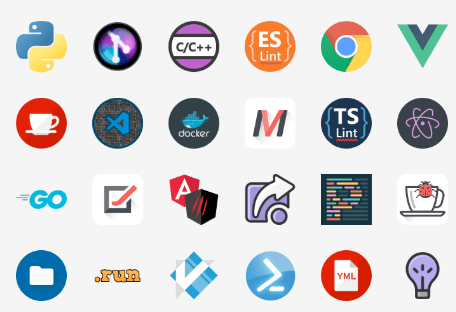 C/C++
ES
Lint
docker
TS
Lint
GO
.run
YML